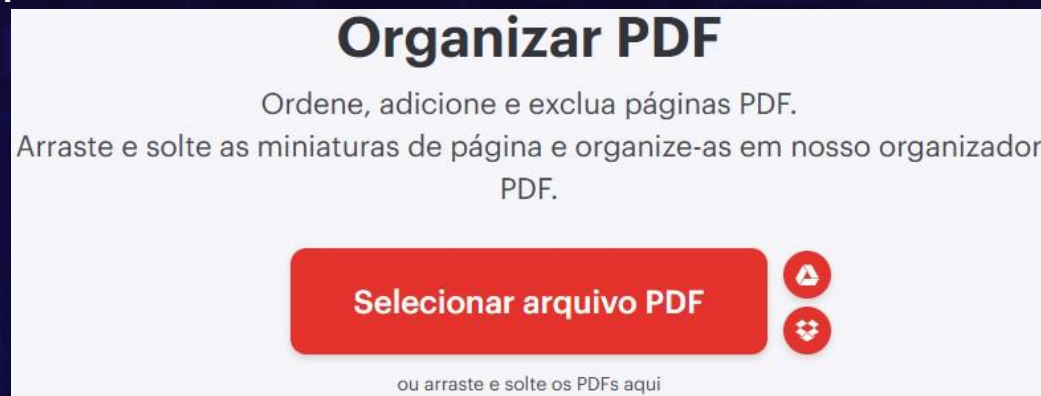 Organizar PDF
Ordene, adicione e exclua páginas PDF.
Arraste e solte as miniaturas de página e organize-as em nosso organizador
PDF.
Selecionar arquivo PDF
ou arraste e solte os PDFs aqui